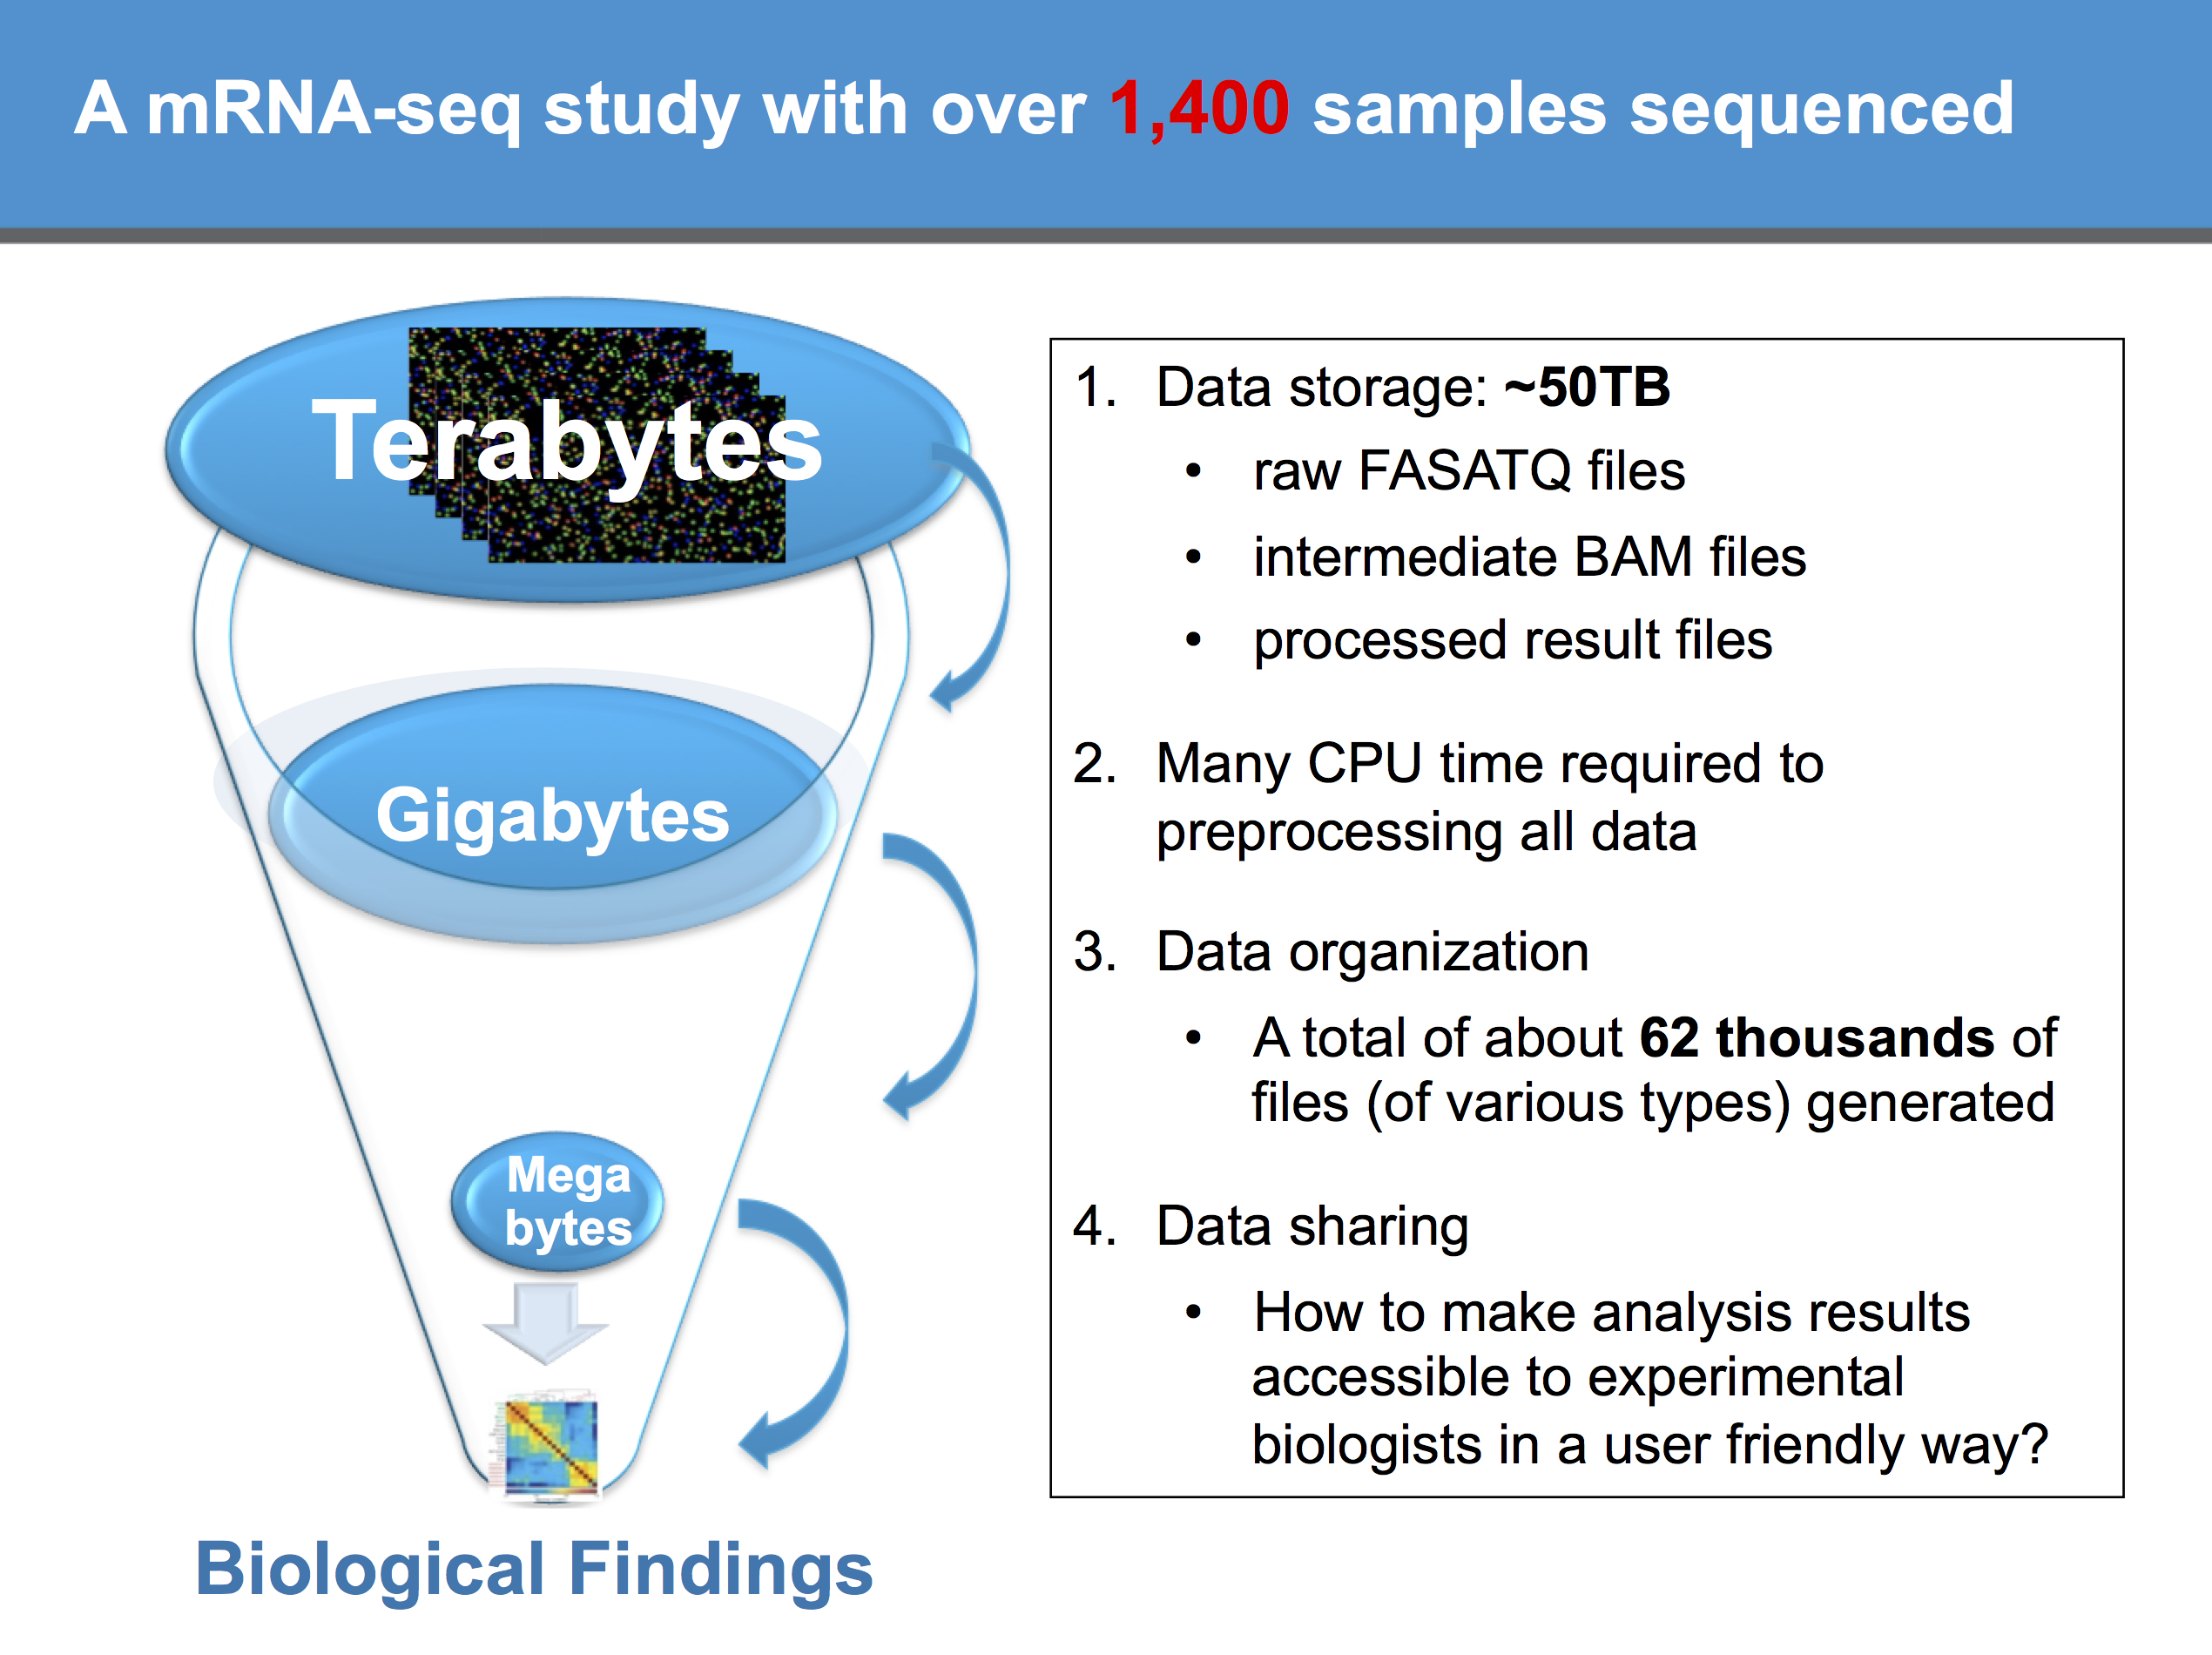 A mRNA-seq study with over 1,400 samples sequenced
Terabytes
Gigabytes
Mega
bytes
Biological Findings
1. Data storage: ~50TB
• raw FASATQ files
• intermediate BAM files
• processed result files
2. Many CPU time required to
preprocessing all data
3. Data organization
• A total of about 62 thousands of
files (of various types) generated
4. Data sharing
• How to make analysis results
accessible to experimental
biologists in a user friendly way?